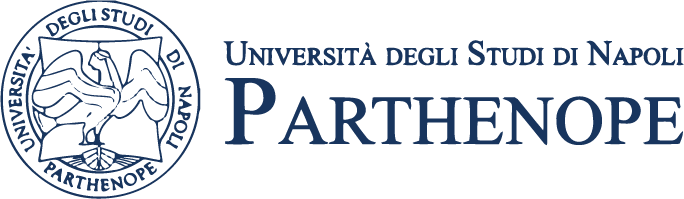 UNIVERSITA' DEGLI STUDI DI NAPOLI
PARTHENOPE
UNIVERSITÀ DEGLI STUDI DI NAPOLI
PARTHENOPE